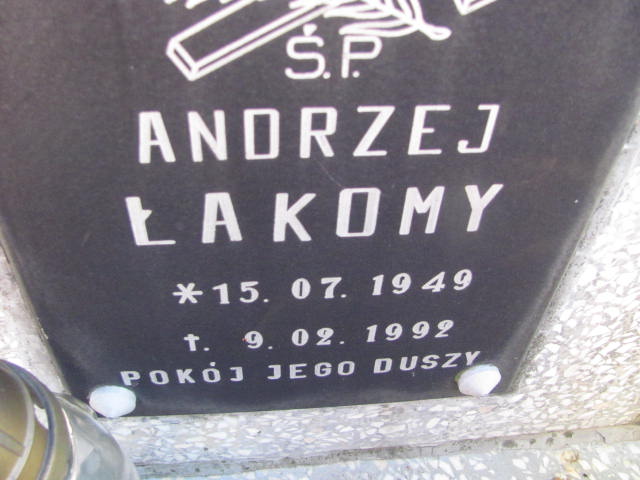 Ś.P.
ANDRZEJ
ŁAKOMY
*15. 07. 1949
†. 9. 02. 1992
POKÓJ JEGO DUSZY